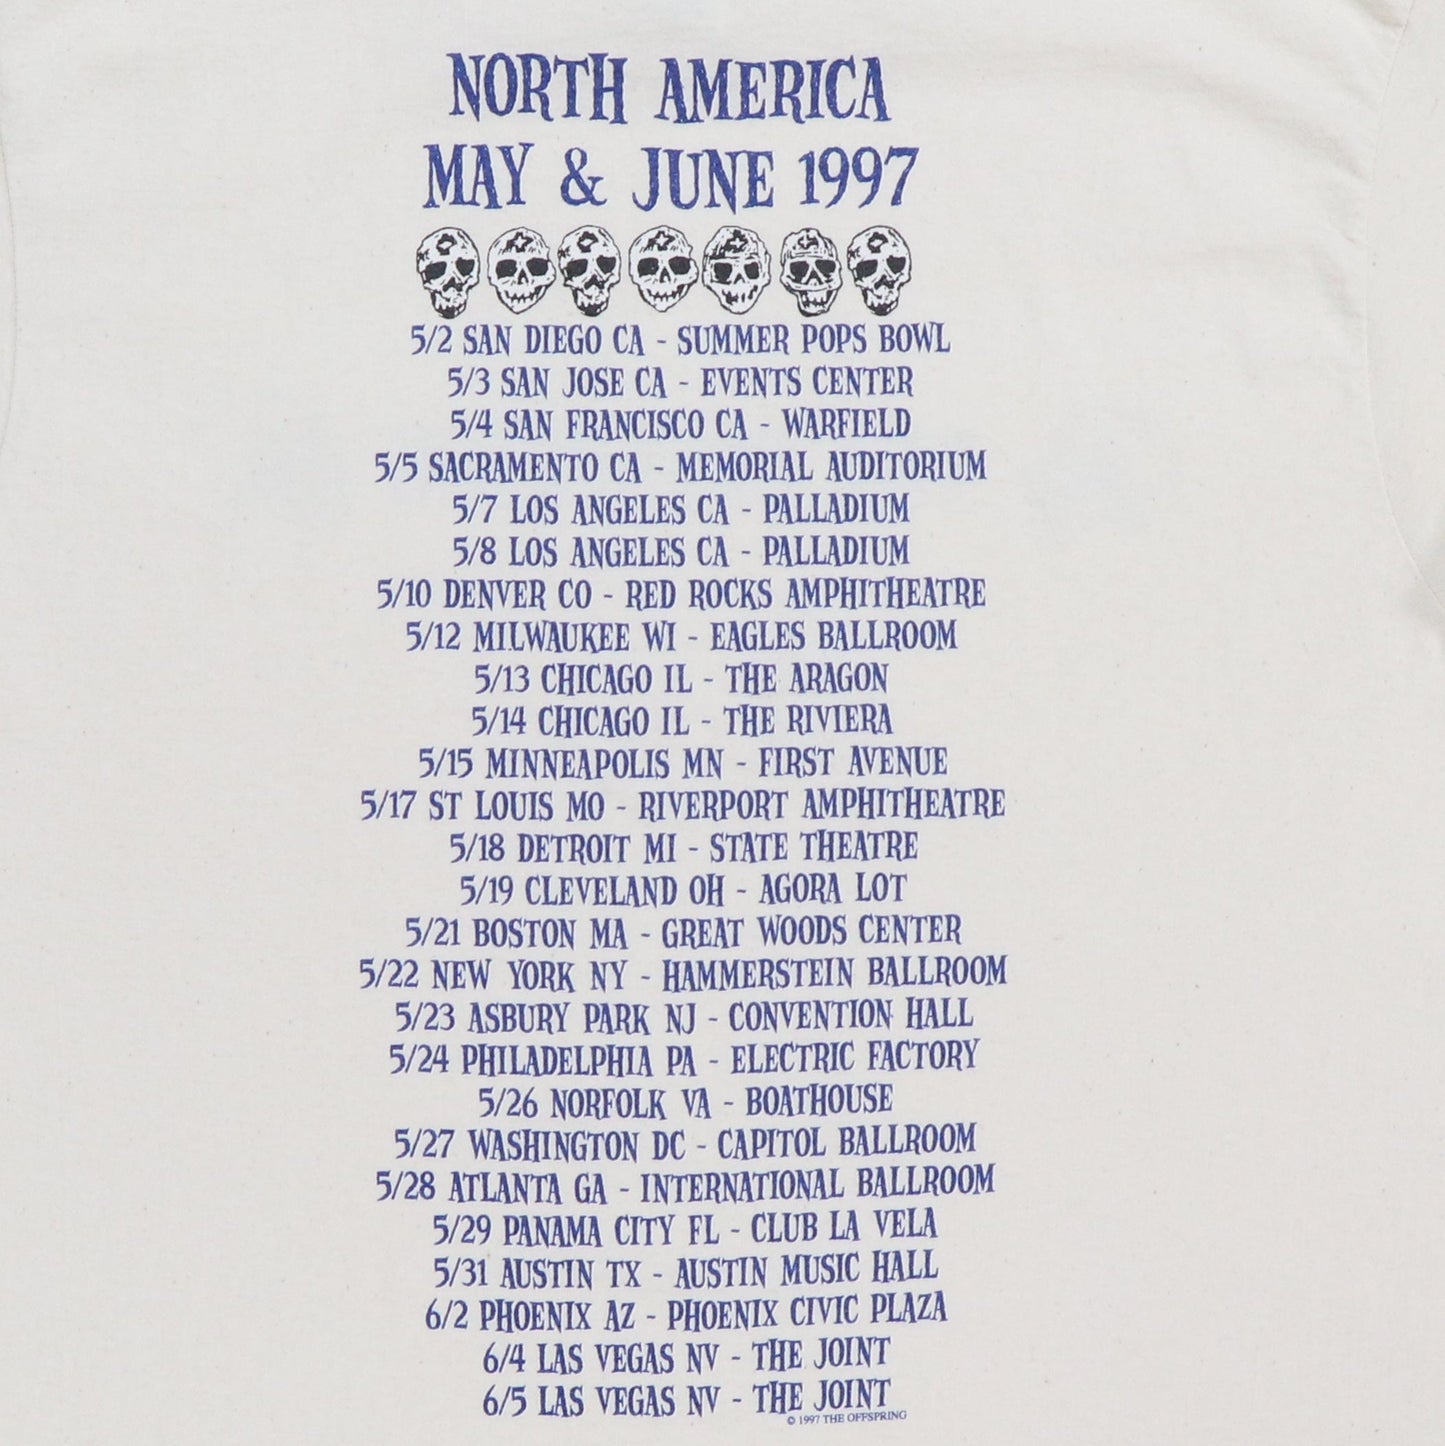 NORTH AMERICA
MAY & JUNE 1997
5/2 SAN DIEGO CA - SUMMER POPS BOWL
5/3 SAN JOSE CA - EVENTS CENTER
5/4 SAN FRANCISCO CA - WARFIELD
5/5 SACRAMENTO CA - MEMORIAL AUDITORIUM
5/7 LOS ANGELES CA - PALLADIUM
5/8 LOS ANGELES CA - PALLADIUM
5/10 DENVER CO - RED ROCKS AMPHITHEATRE
5/12 MILWAUKEE WI - EAGLES BALLROOM
5/13 CHICAGO IL - THE ARAGON
5/14 CHICAGO IL - THE RIVIERA
5/15 MINNEAPOLIS MN - FIRST AVENUE
5/17 ST LOUIS MO - RIVERPORT AMPHITHEATRE
5/18 DETROIT MI - STATE THEATRE
5/19 CLEVELAND OH - AGORA LOT
5/21 BOSTON MA - GREAT WOODS CENTER
5/22 NEW YORK NY - HAMMERSTEIN BALLROOM
5/23 ASBURY PARK NJ - CONVENTION HALL
5/24 PHILADELPHIA PA - ELECTRIC FACTORY
5/26 NORFOLK VA - BOATHOUSE
5/27 WASHINGTON DC - CAPITOL BALLROOM
5/28 ATLANTA GA - INTERNATIONAL BALLROOM
5/29 PANAMA CITY FL - CLUB LA VELA
5/31 AUSTIN TX - AUSTIN MUSIC HALL
6/2 PHOENIX AZ - PHOENIX CIVIC PLAZA
6/4 LAS VEGAS NV - THE JOINT
6/5 LAS VEGAS NV - THE JOINT
© 1997 THE OFFSPRING